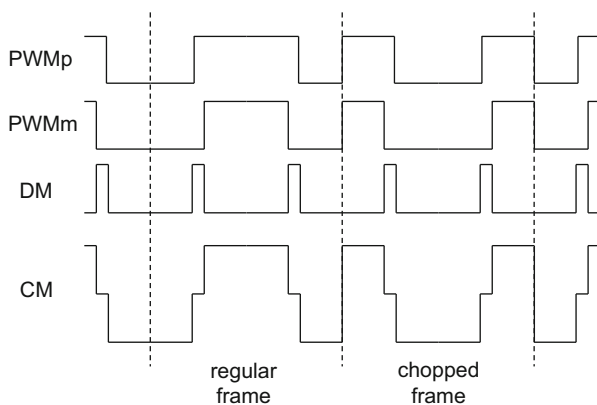 PWMp
PWMm
DM
CM
regular
frame
chopped
frame